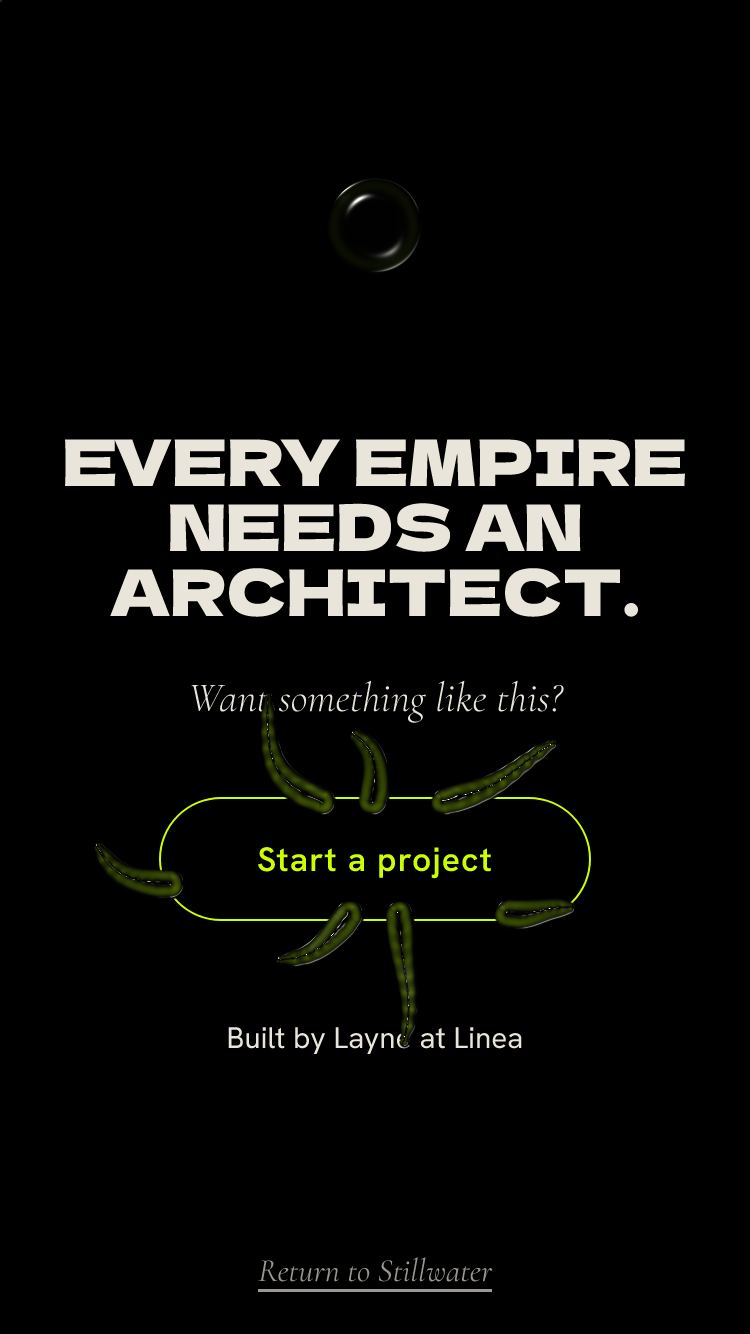 EVERY EMPIRE
NEEDS AN
ARCHITECT.
Want something like this?
Start a project
Built by Layne at Linea
Return to Stillwater